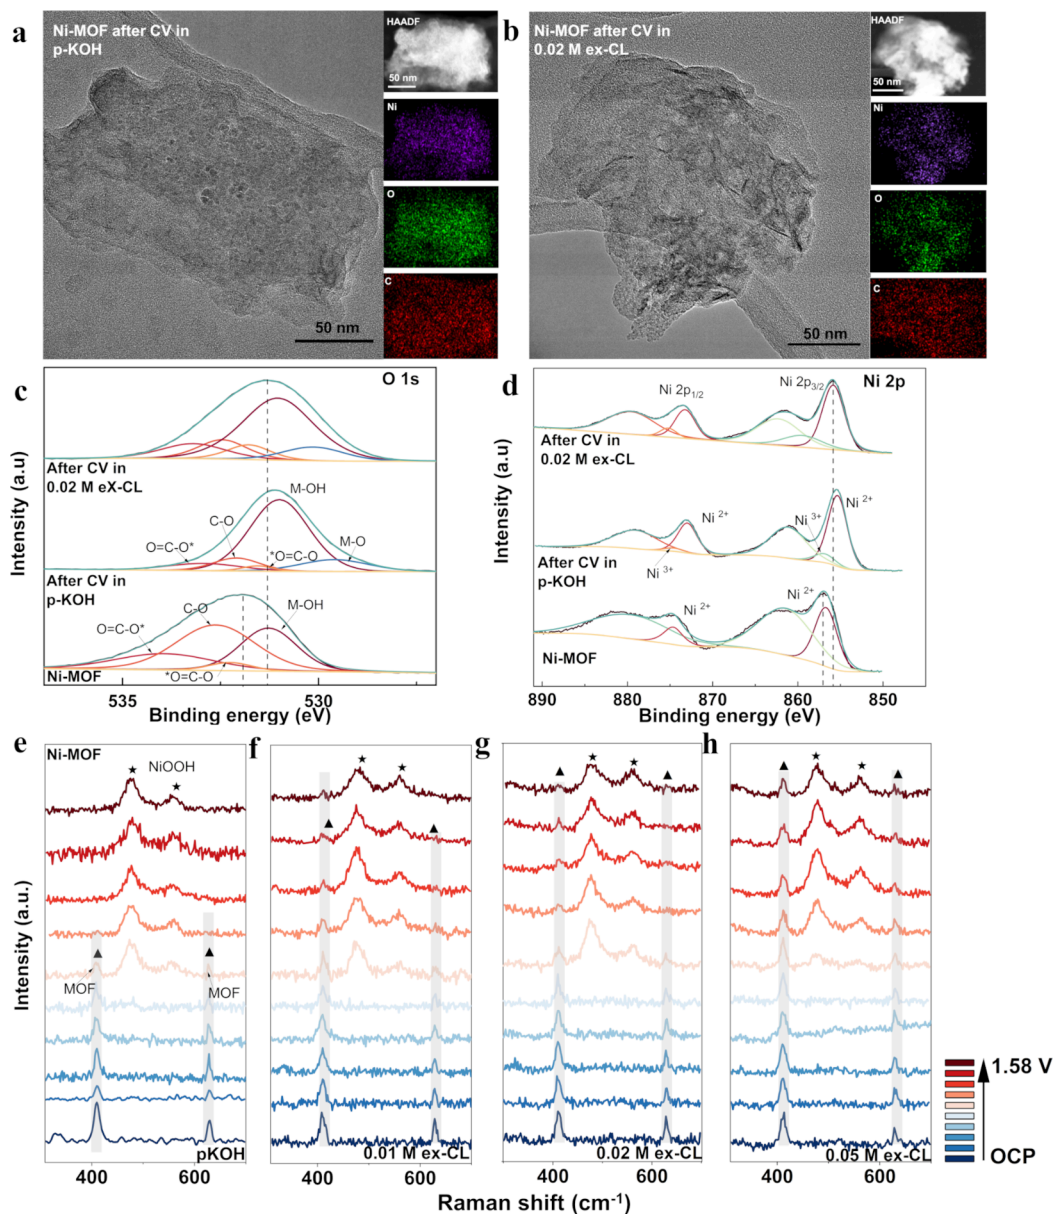 a
Ni-MOF after CV in
p-KOH
50 nm
HAADF
50 nm
Ni
O
C
b
Ni-MOF after CV in
0.02 M ex-CL
50 nm
HAADF
50 nm
Ni
O
C
c
O 1s
After CV in
0.02 M eX-CL
M-OH
C-O
O=C-O*
*O=C-O
M-O
After CV in
p-KOH
C-O
M-OH
O=C-O*
*O=C-O
Ni-MOF
535
530
Binding energy (eV)
Intensity (a.u)
d
Ni 2p
Ni 2p1/2
Ni 2p3/2
After CV in
0.02 M ex-CL
Ni 2+
Ni 3+
Ni 2+
Ni 3+
After CV in
p-KOH
Ni 2+
Ni 2+
Ni-MOF
890
880
870
860
850
Binding energy (eV)
Intensity (a.u)
e
Ni-MOF
NiOOH
MOF
MOF
pKOH
400
600
f
0.01 M ex-CL
400
600
g
0.02 M ex-CL
400
600
h
0.05 M ex-CL
400
600
Intensity (a.u.)
Raman shift (cm-1)
1.58 V
OCP